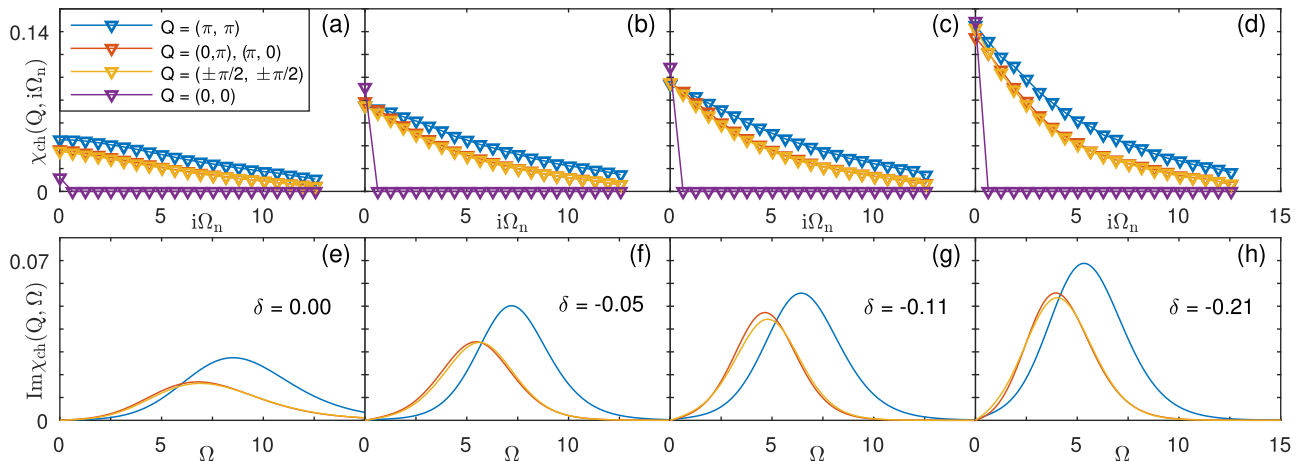 0.14
χch(Q, iΩn)
0
Q = (π, π)
Q = (0,π), (π, 0)
Q = (±π/2, ±π/2)
Q = (0, 0)
(a)
(b)
(c)
(d)
0 5 10
0 5 10
0 5 10
0 5 10 15
iΩn
iΩn
iΩn
iΩn
0.07
Imχch(Q, Ω)
0
(e)
(f)
(g)
(h)
δ = 0.00
δ = -0.05
δ = -0.11
δ = -0.21
0 5 10
0 5 10
0 5 10
0 5 10 15
Ω
Ω
Ω
Ω